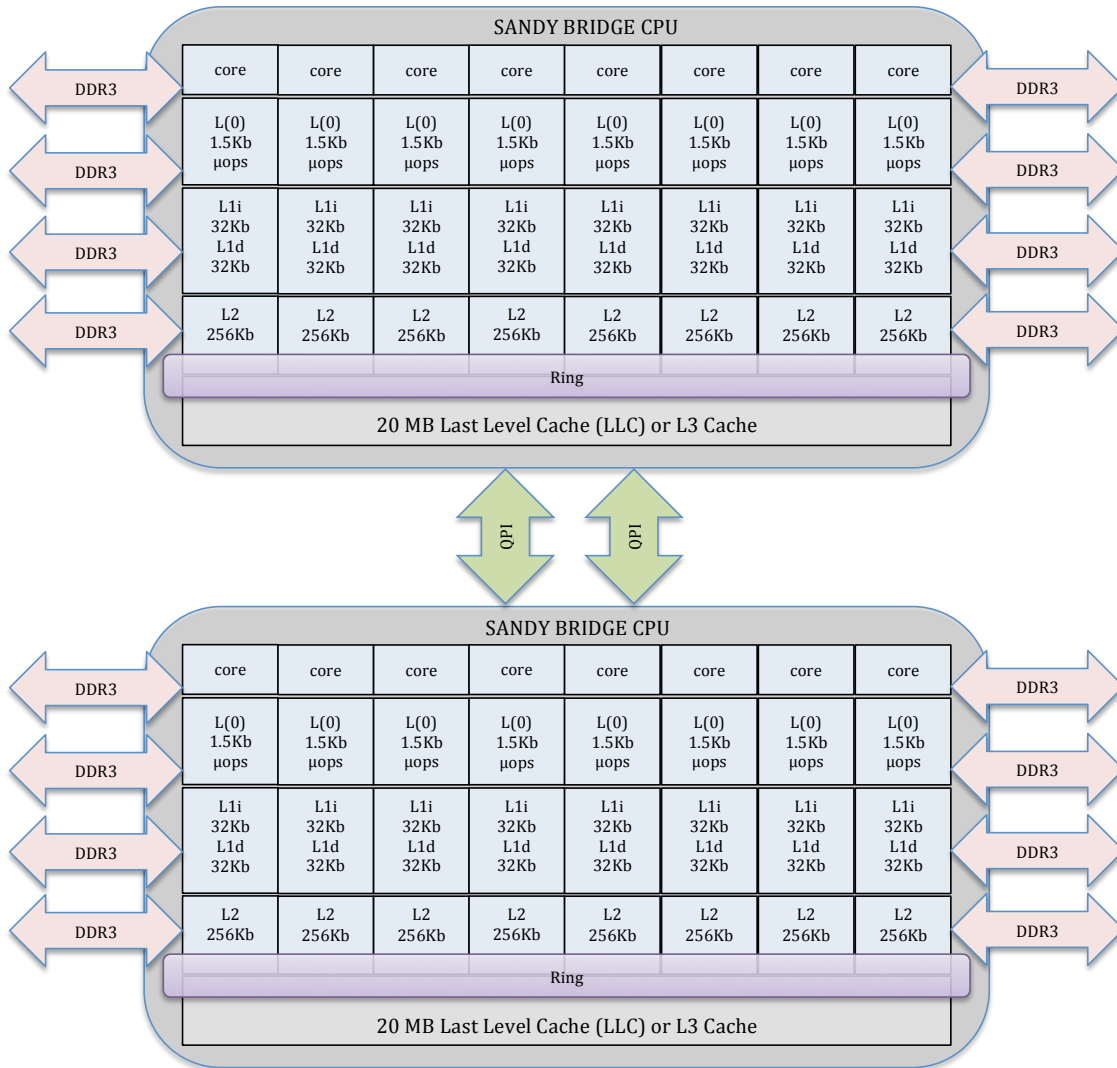 SANDY BRIDGE CPU
DDR3
core core core core core core core core
DDR3
L(0) L(0) L(0) L(0) L(0) L(0) L(0) L(0)
1.5Kb 1.5Kb 1.5Kb 1.5Kb 1.5Kb 1.5Kb 1.5Kb 1.5Kb
μops μops μops μops μops μops μops μops
DDR3
DDR3
L1i L1i L1i L1i L1i L1i L1i L1i
32Kb 32Kb 32Kb 32Kb 32Kb 32Kb 32Kb 32Kb
L1d L1d L1d L1d L1d L1d L1d L1d
32Kb 32Kb 32Kb 32Kb 32Kb 32Kb 32Kb 32Kb
DDR3
DDR3
L2 L2 L2 L2 L2 L2 L2 L2
256Kb 256Kb 256Kb 256Kb 256Kb 256Kb 256Kb 256Kb
DDR3
DDR3
Ring
20 MB Last Level Cache (LLC) or L3 Cache
QPI
QPI
SANDY BRIDGE CPU
DDR3
core core core core core core core core
DDR3
L(0) L(0) L(0) L(0) L(0) L(0) L(0) L(0)
1.5Kb 1.5Kb 1.5Kb 1.5Kb 1.5Kb 1.5Kb 1.5Kb 1.5Kb
μops μops μops μops μops μops μops μops
DDR3
DDR3
L1i L1i L1i L1i L1i L1i L1i L1i
32Kb 32Kb 32Kb 32Kb 32Kb 32Kb 32Kb 32Kb
L1d L1d L1d L1d L1d L1d L1d L1d
32Kb 32Kb 32Kb 32Kb 32Kb 32Kb 32Kb 32Kb
DDR3
DDR3
L2 L2 L2 L2 L2 L2 L2 L2
256Kb 256Kb 256Kb 256Kb 256Kb 256Kb 256Kb 256Kb
DDR3
DDR3
Ring
20 MB Last Level Cache (LLC) or L3 Cache